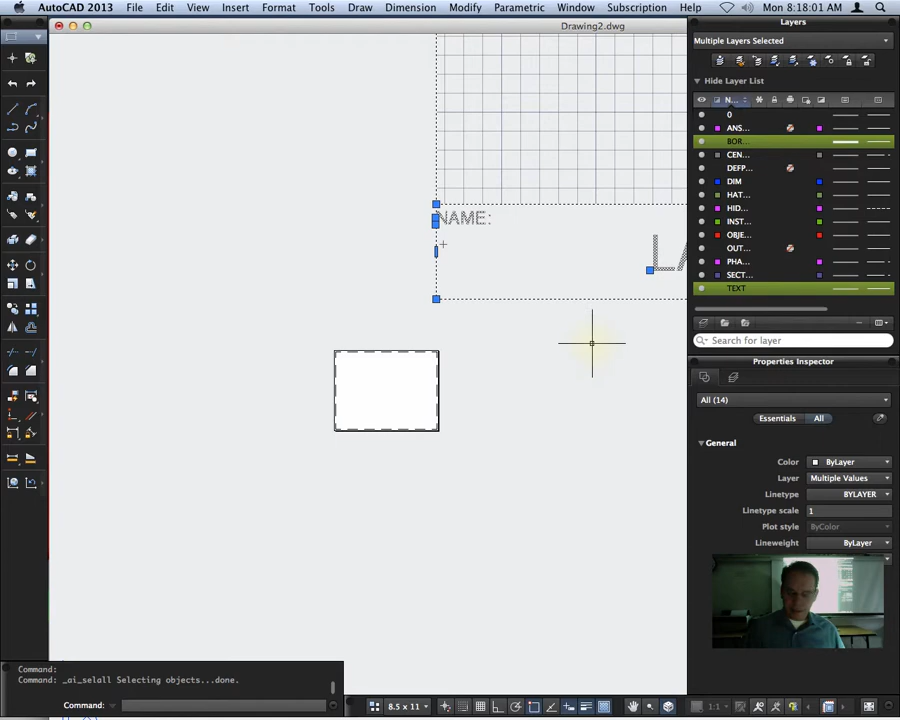 AutoCAD 2013 File Edit View Insert Format Tools Draw Dimension Modify Parametric Window Express Subscription Help Mon 8:18:01 AM
Drawing2.dwg
Layers
Multiple Layers Selected
Hide Layer List
N...
0
ANS...
BOR...
CEN...
DEFP...
DIM
HAT...
HID...
INST...
OBJE...
OUT...
PHA...
SECT...
TEXT
NAME:
LA
Search for layer
Properties Inspector
All (14)
Essentials All
General
Color ByLayer
Layer Multiple Values
Linetype BYLAYER
Linetype scale 1
Plot style ByColor
Lineweight ByLayer
Command:
Command: _ai_selall Selecting objects...done.
Command:
8.5 x 11
1:1